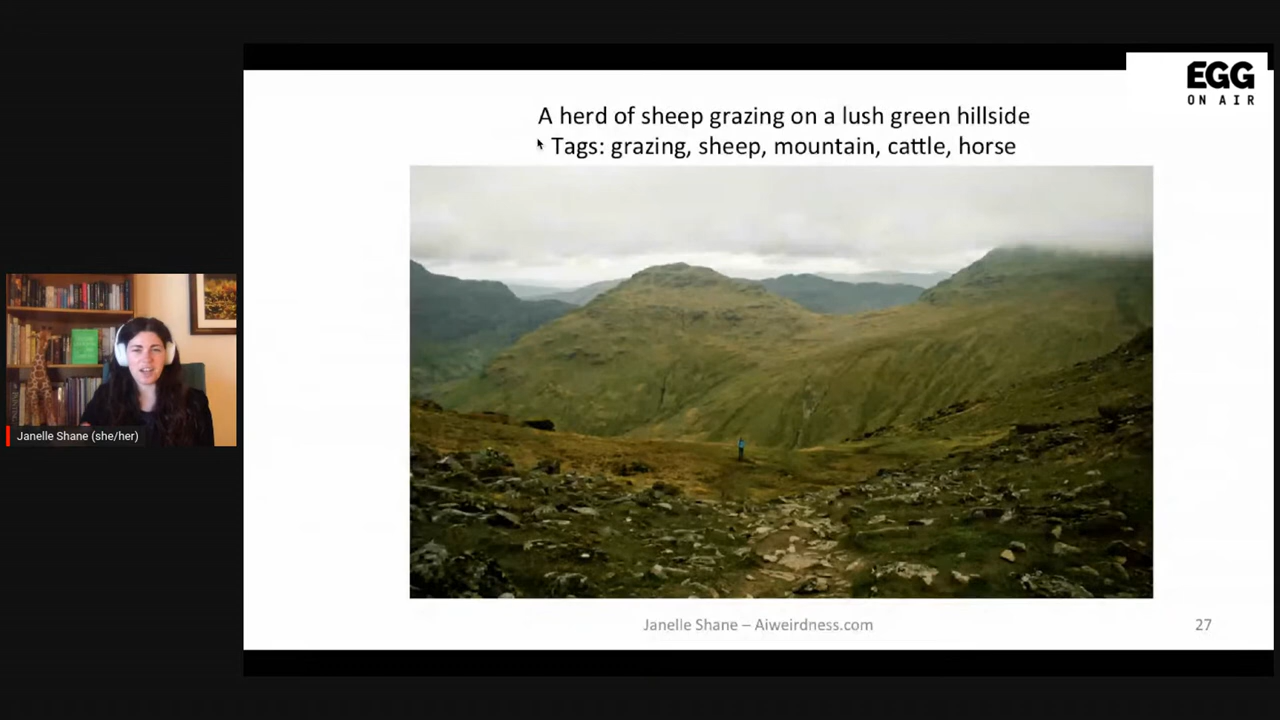 EGG
ON AIR
A herd of sheep grazing on a lush green hillside
Tags: grazing, sheep, mountain, cattle, horse
Janelle Shane (she/her)
Janelle Shane – Aiweirdness.com
27